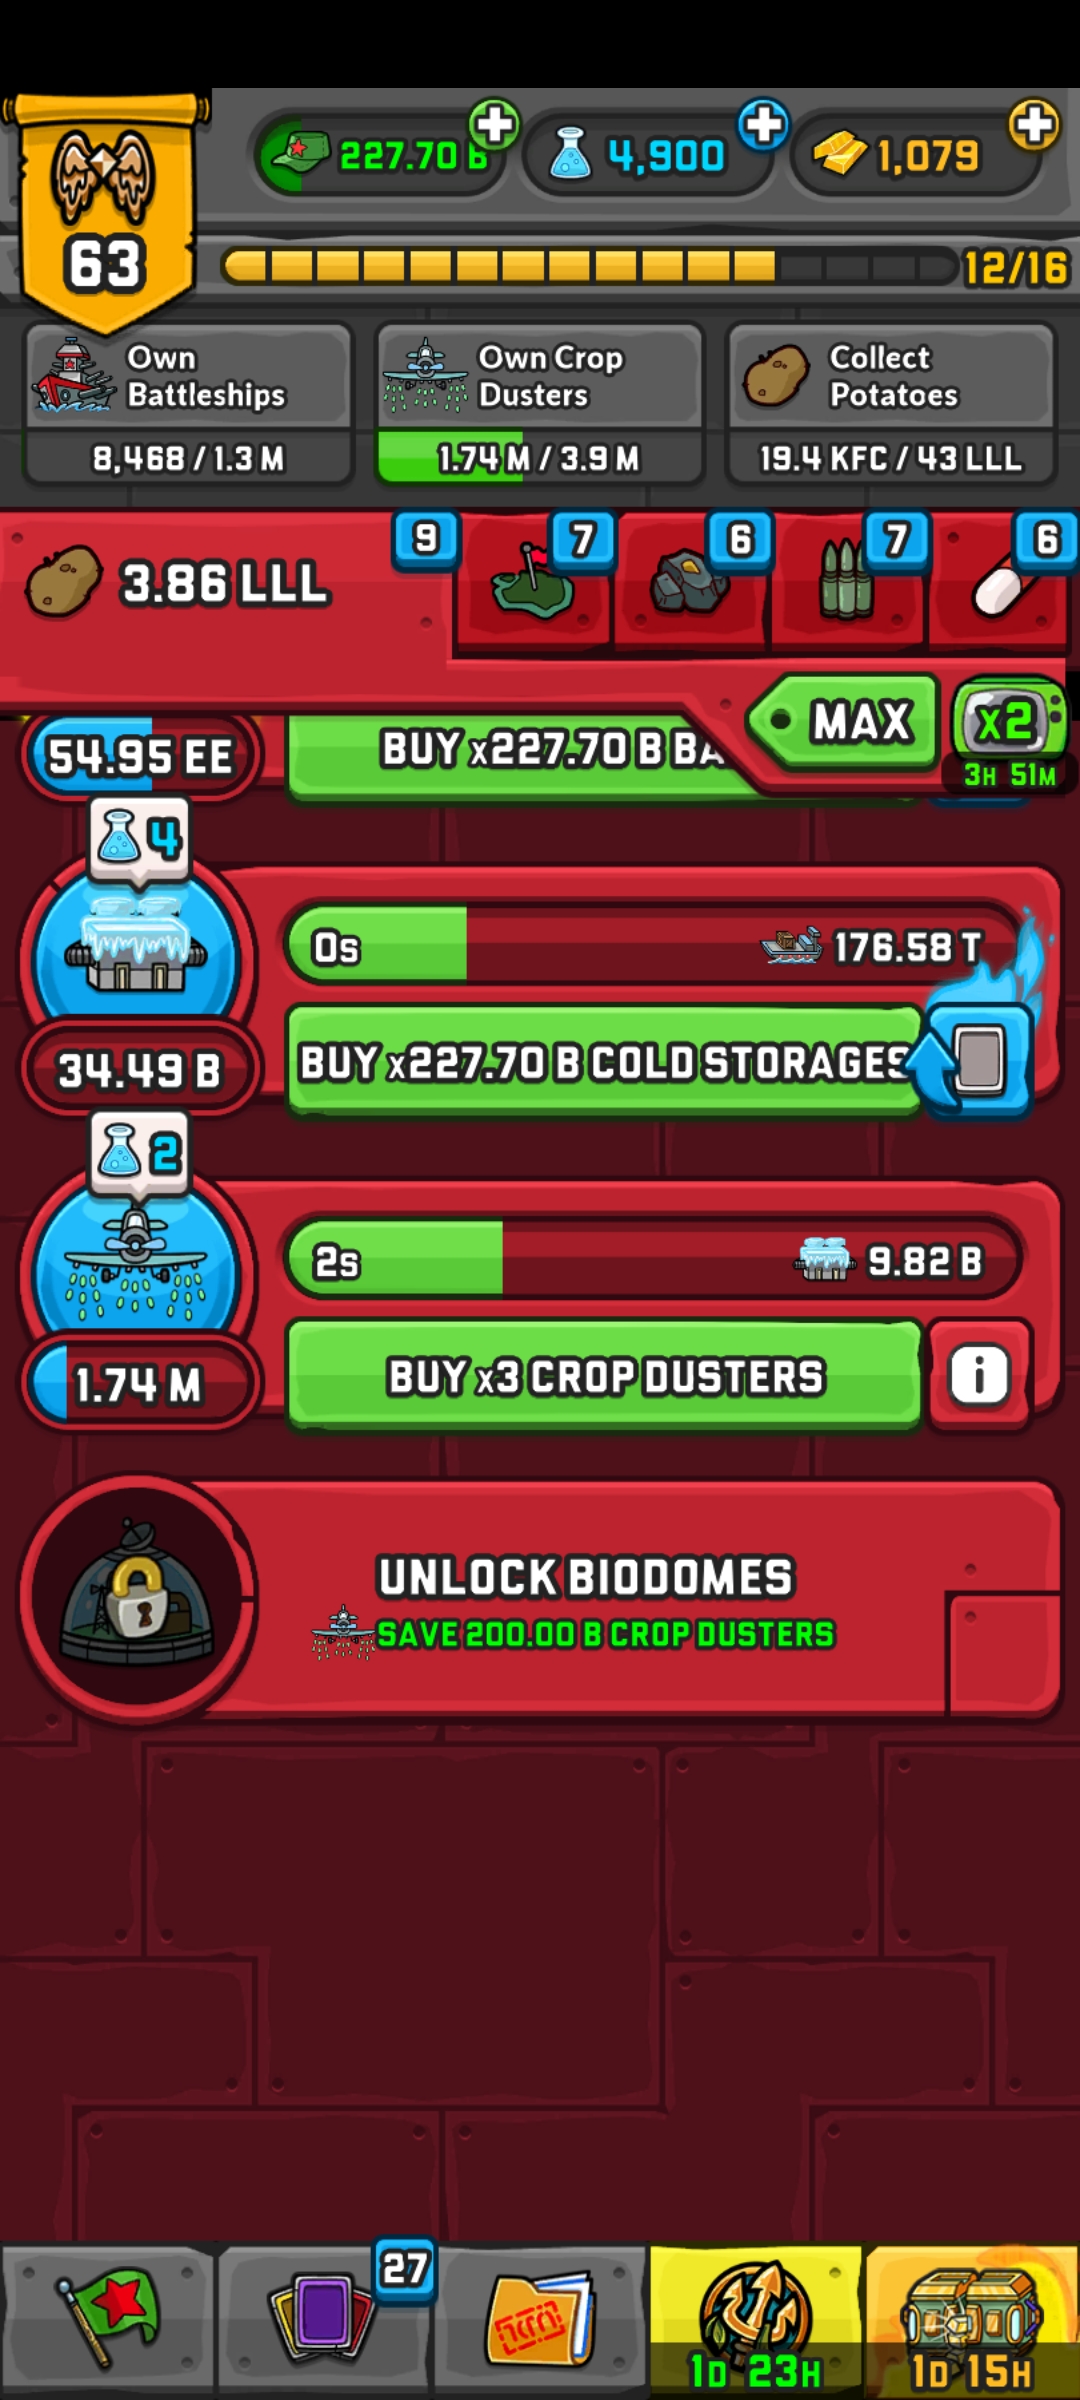 227.70 B
4,900
1,079
63
12/16
Own Battleships
8,468 / 1.3 M
Own Crop Dusters
1.74 M / 3.9 M
Collect Potatoes
19.4 KFC / 43 LLL
3.86 LLL
9
7
6
7
6
MAX
x2
3H 51M
54.95 EE
BUY x227.70 B BA
4
0s
176.58 T
34.49 B
BUY x227.70 B COLD STORAGES
2
2s
9.82 B
1.74 M
BUY x3 CROP DUSTERS
i
UNLOCK BIODOMES
SAVE 200.00 B CROP DUSTERS
27
1D 23H
1D 15H